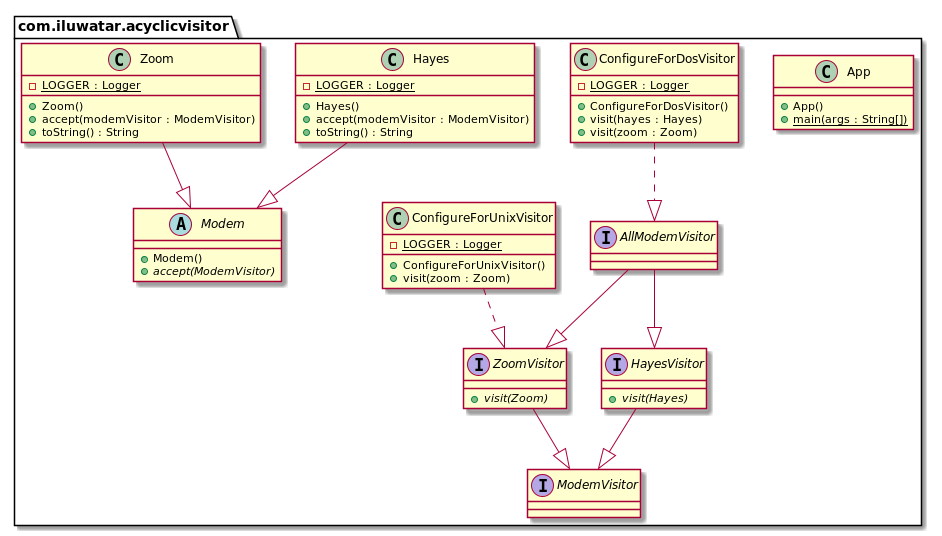 com.iluwatar.acyclicvisitor
C Zoom
LOGGER : Logger
Zoom()
accept(modemVisitor : ModemVisitor)
toString() : String
C Hayes
LOGGER : Logger
Hayes()
accept(modemVisitor : ModemVisitor)
toString() : String
C ConfigureForDosVisitor
LOGGER : Logger
ConfigureForDosVisitor()
visit(hayes : Hayes)
visit(zoom : Zoom)
C App
App()
main(args : String[])
A Modem
Modem()
accept(ModemVisitor)
C ConfigureForUnixVisitor
LOGGER : Logger
ConfigureForUnixVisitor()
visit(zoom : Zoom)
I AllModemVisitor
I ZoomVisitor
visit(Zoom)
I HayesVisitor
visit(Hayes)
I ModemVisitor